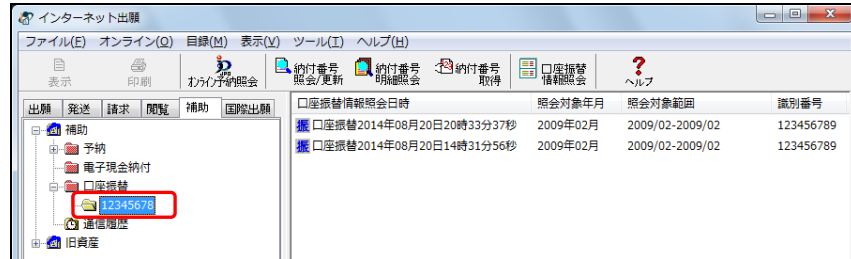 インターネット出願
ファイル(F) オンライン(O) 目録(M) 表示(V) ツール(T) ヘルプ(H)
表示
印刷
オンライン予納照会
納付番号
照会/更新
納付番号
明細照会
納付番号
取得
口座振替
情報照会
ヘルプ
出願 発送 請求 閲覧 補助 国際出願
補助
予納
電子現金納付
口座振替
12345678
通信履歴
旧資産
口座振替情報照会日時 照会対象年月 照会対象範囲 識別番号
振 口座振替2014年08月20日20時33分37秒 2009年02月 2009/02-2009/02 123456789
振 口座振替2014年08月20日14時31分56秒 2009年02月 2009/02-2009/02 123456789